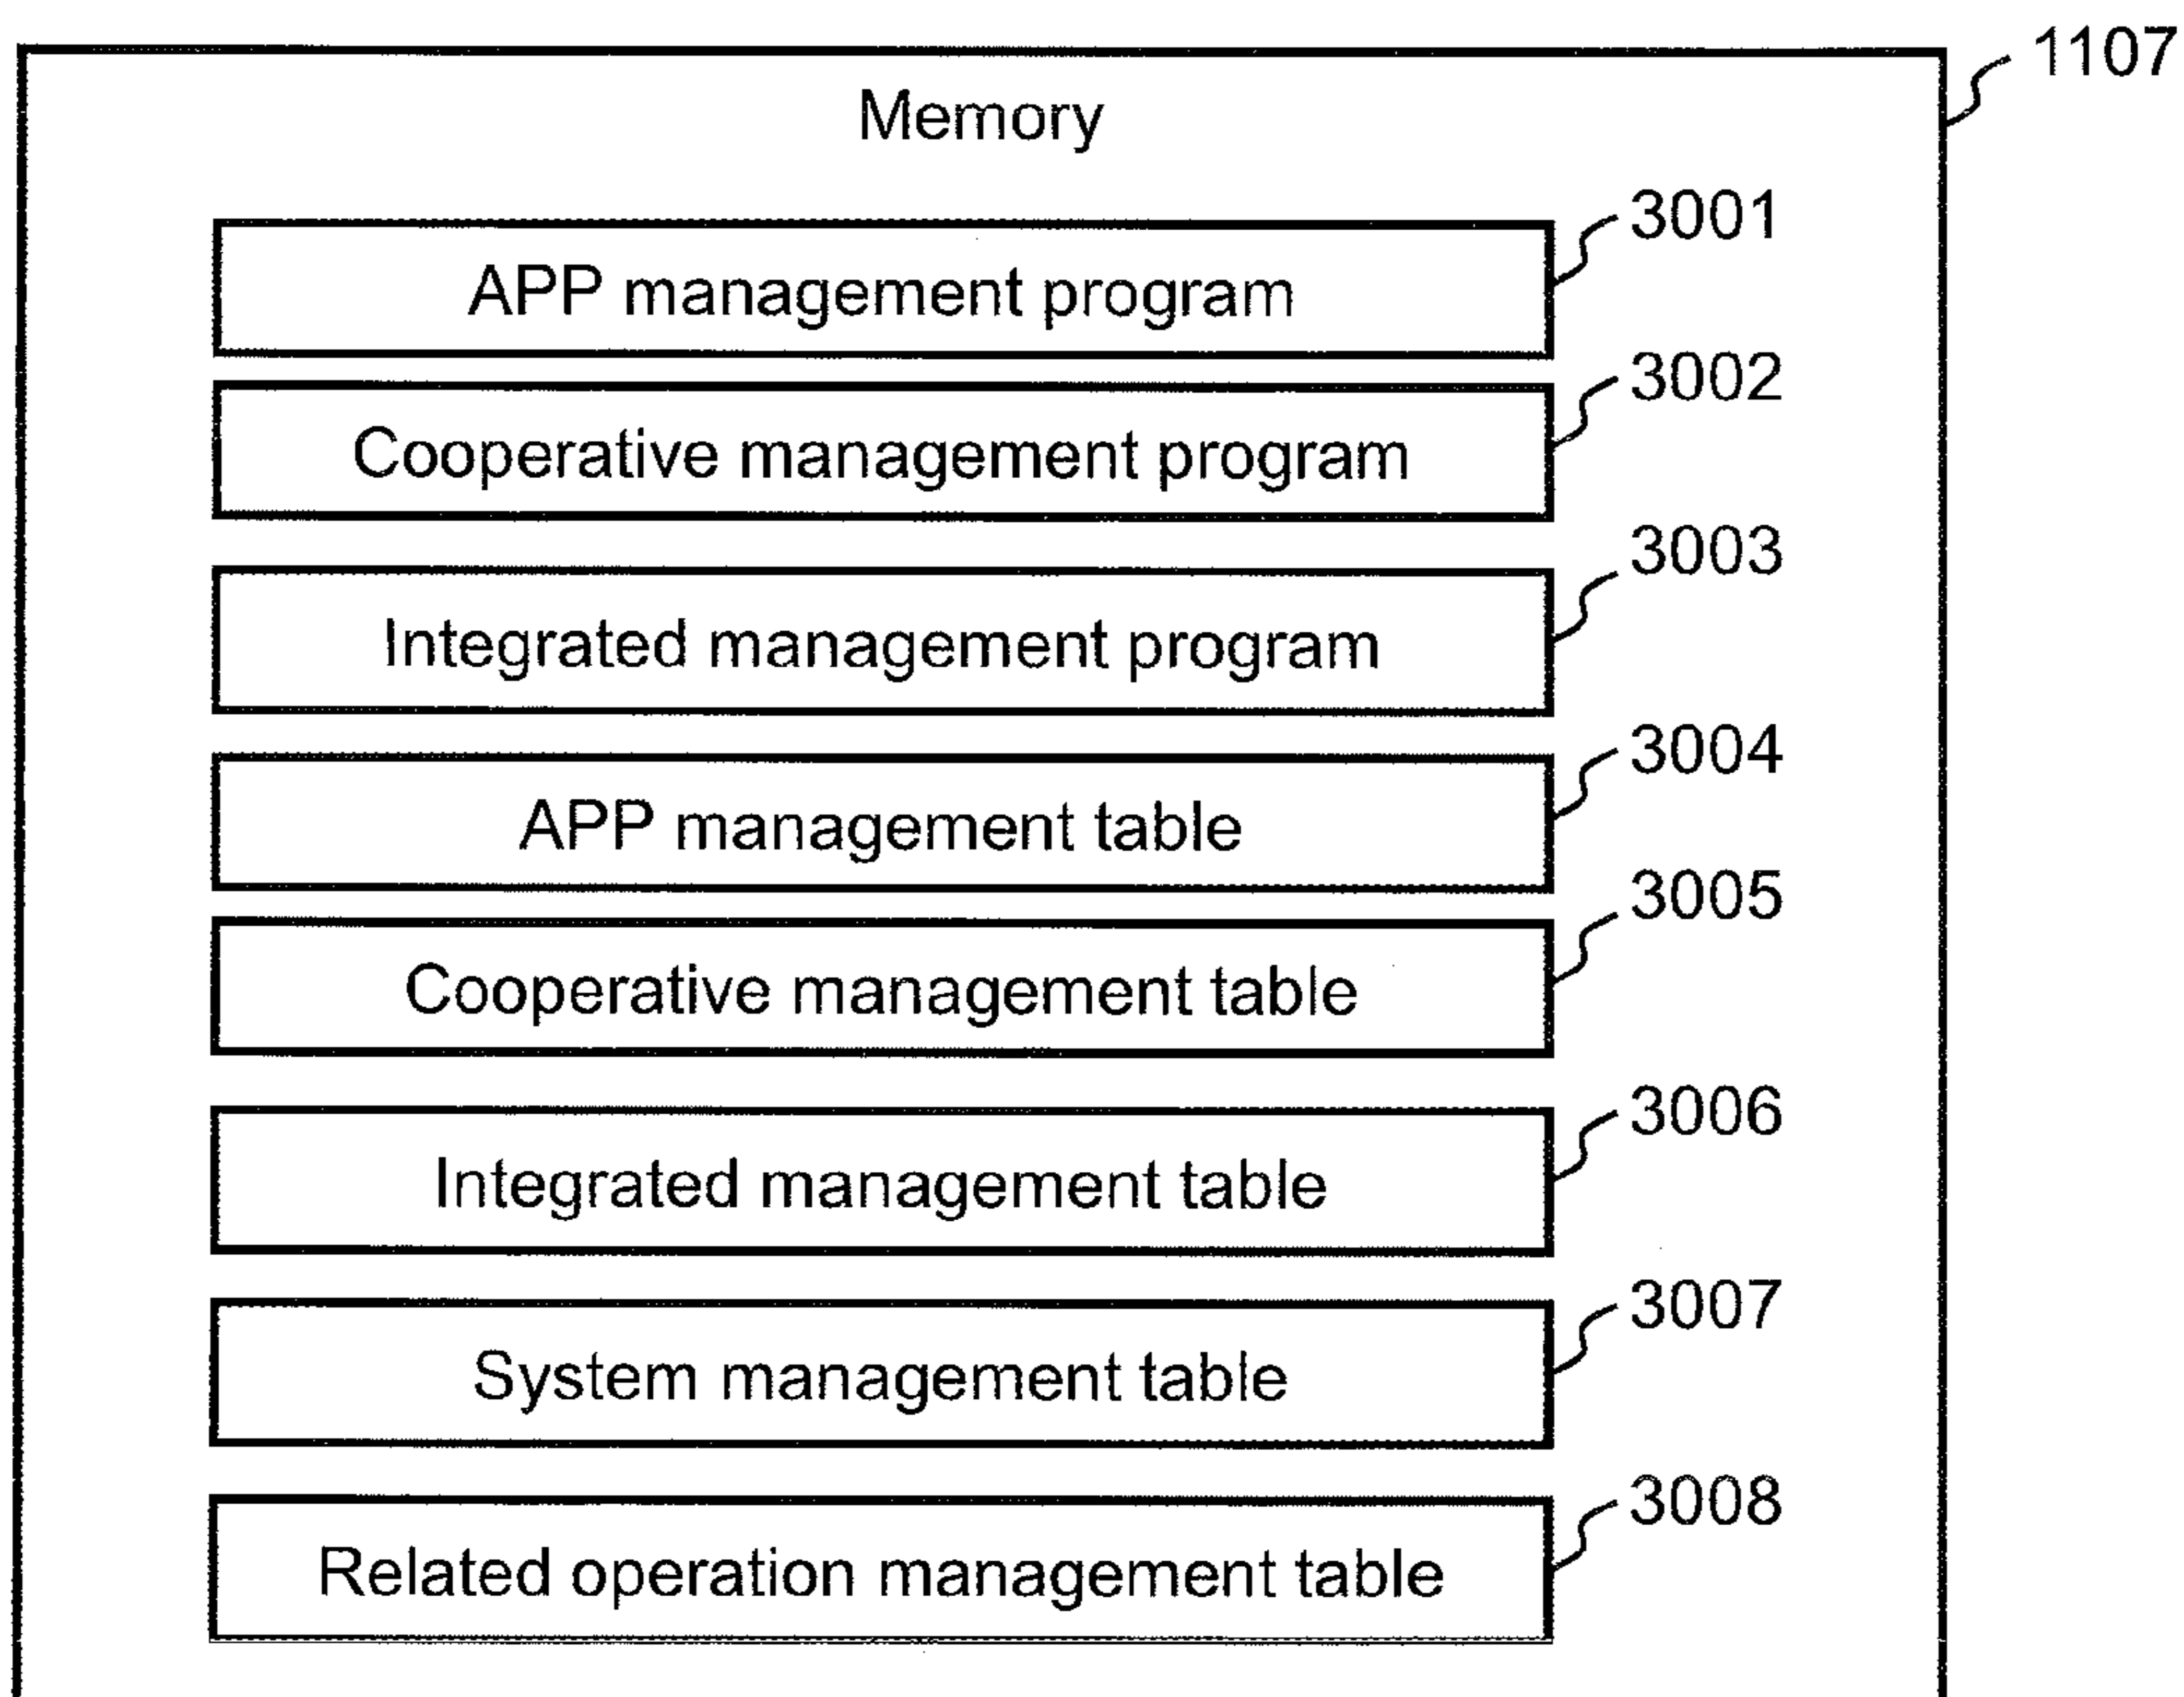 1107
Memory
3001
APP management program
3002
Cooperative management program
3003
Integrated management program
3004
APP management table
3005
Cooperative management table
3006
Integrated management table
3007
System management table
3008
Related operation management table